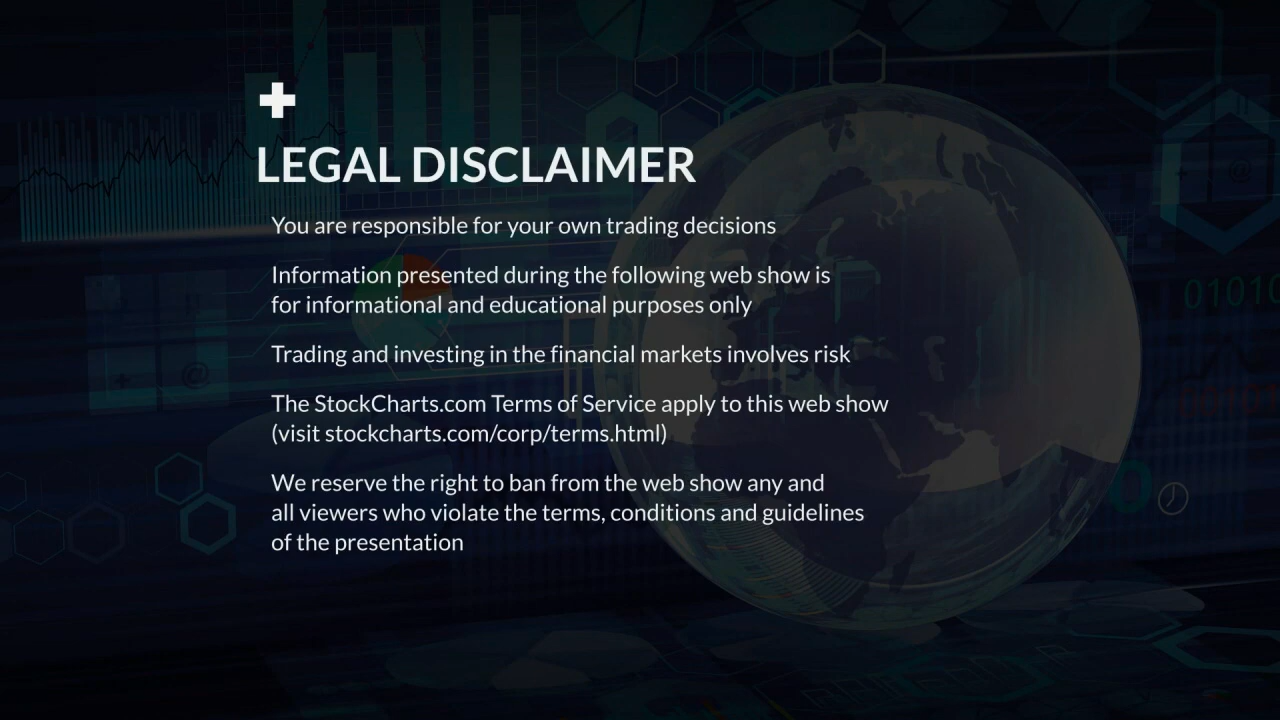 LEGAL DISCLAIMER
You are responsible for your own trading decisions
Information presented during the following web show is
for informational and educational purposes only
Trading and investing in the financial markets involves risk
The StockCharts.com Terms of Service apply to this web show
(visit stockcharts.com/corp/terms.html)
We reserve the right to ban from the web show any and
all viewers who violate the terms, conditions and guidelines
of the presentation